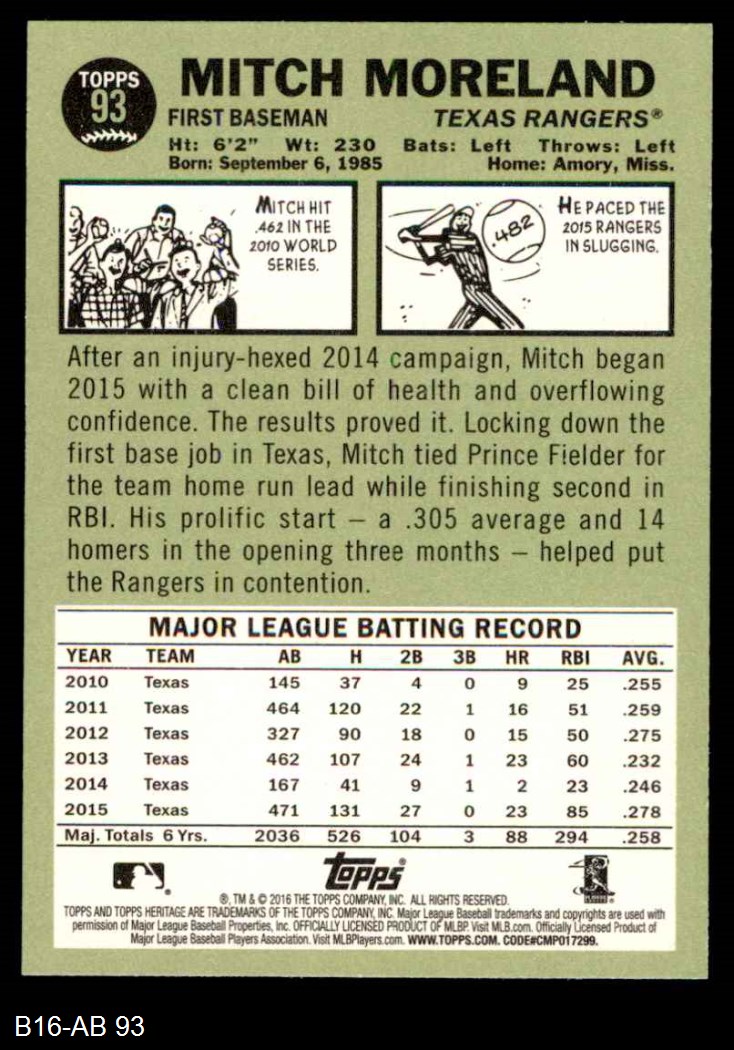 TOPPS
93
MITCH MORELAND
FIRST BASEMAN TEXAS RANGERS®
Ht: 6'2" Wt: 230 Bats: Left Throws: Left
Born: September 6, 1985 Home: Amory, Miss.
MITCH HIT
.462 IN THE
2010 WORLD
SERIES.
.482
HE PACED THE
2015 RANGERS
IN SLUGGING.
After an injury-hexed 2014 campaign, Mitch began
2015 with a clean bill of health and overflowing
confidence. The results proved it. Locking down the
first base job in Texas, Mitch tied Prince Fielder for
the team home run lead while finishing second in
RBI. His prolific start – a .305 average and 14
homers in the opening three months – helped put
the Rangers in contention.
MAJOR LEAGUE BATTING RECORD
YEAR TEAM AB H 2B 3B HR RBI AVG.
2010 Texas 145 37 4 0 9 25 .255
2011 Texas 464 120 22 1 16 51 .259
2012 Texas 327 90 18 0 15 50 .275
2013 Texas 462 107 24 1 23 60 .232
2014 Texas 167 41 9 1 2 23 .246
2015 Texas 471 131 27 0 23 85 .278
Maj. Totals 6 Yrs. 2036 526 104 3 88 294 .258
Topps®
®, TM & © 2016 THE TOPPS COMPANY, INC. ALL RIGHTS RESERVED.
TOPPS AND TOPPS HERITAGE ARE TRADEMARKS OF THE TOPPS COMPANY, INC. Major League Baseball trademarks and copyrights are used with
permission of Major League Baseball Properties, Inc. OFFICIALLY LICENSED PRODUCT OF MLBP. Visit MLB.com. Officially Licensed Product of
Major League Baseball Players Association. Visit MLBPlayers.com. WWW.TOPPS.COM. CODE#CMP017299.
B16-AB 93